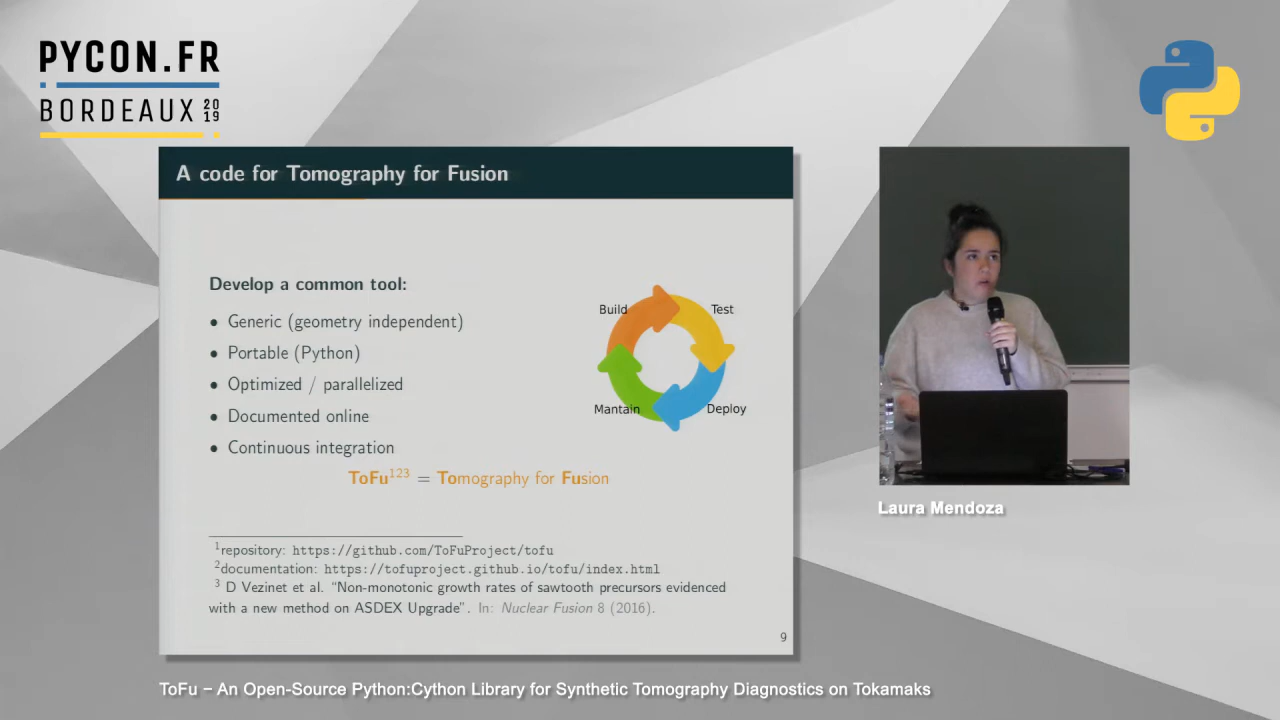 PYCON.FR
BORDEAUX 2019
A code for Tomography for Fusion
Develop a common tool:
• Generic (geometry independent)
• Portable (Python)
• Optimized / parallelized
• Documented online
• Continuous integration
Build
Test
Mantain
Deploy
ToFu123 = Tomography for Fusion
1repository: https://github.com/ToFuProject/tofu
2documentation: https://tofuproject.github.io/tofu/index.html
3 D Vezinet et al. “Non-monotonic growth rates of sawtooth precursors evidenced
with a new method on ASDEX Upgrade”. In: Nuclear Fusion 8 (2016).
9
Laura Mendoza
ToFu – An Open-Source Python:Cython Library for Synthetic Tomography Diagnostics on Tokamaks